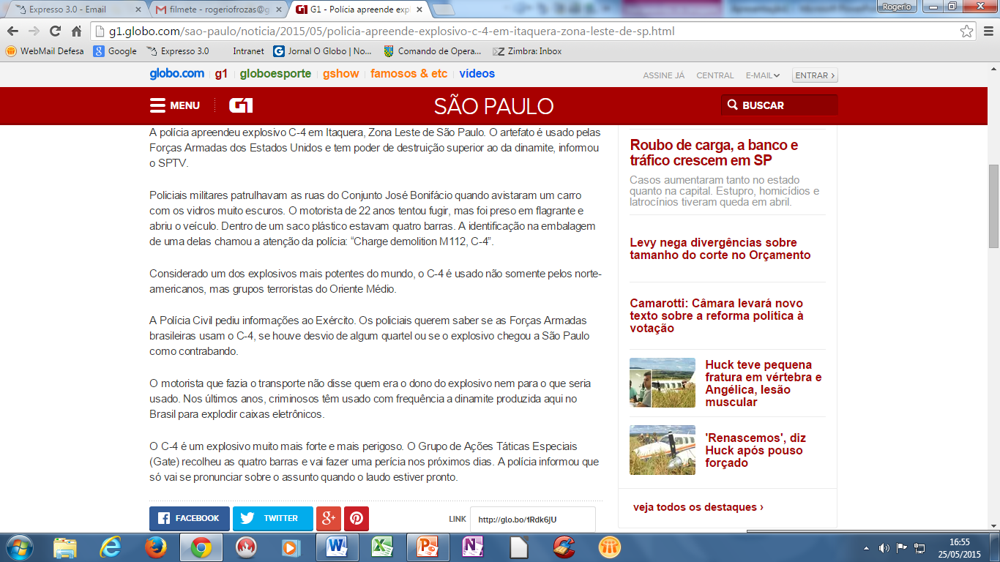 Expresso 3.0 - Email
filmete - rogeriofrozas@g
G1 - Polícia apreende expl
Rogerio
g1.globo.com/sao-paulo/noticia/2015/05/policia-apreende-explosivo-c-4-em-itaquera-zona-leste-de-sp.html
WebMail Defesa Google Expresso 3.0 Intranet Jornal O Globo | No... Comando de Opera... Zimbra: Inbox
globo.com g1 globoesporte gshow famosos & etc vídeos
ASSINE JÁ CENTRAL E-MAIL ENTRAR ›
MENU G1 SÃO PAULO BUSCAR
A polícia apreendeu explosivo C-4 em Itaquera, Zona Leste de São Paulo. O artefato é usado pelas
Forças Armadas dos Estados Unidos e tem poder de destruição superior ao da dinamite, informou
o SPTV.
Policiais militares patrulhavam as ruas do Conjunto José Bonifácio quando avistaram um carro
com os vidros muito escuros. O motorista de 22 anos tentou fugir, mas foi preso em flagrante e
abriu o veículo. Dentro de um saco plástico estavam quatro barras. A identificação na embalagem
de uma delas chamou a atenção da polícia: “Charge demolition M112, C-4”.
Considerado um dos explosivos mais potentes do mundo, o C-4 é usado não somente pelos norte-
americanos, mas grupos terroristas do Oriente Médio.
A Polícia Civil pediu informações ao Exército. Os policiais querem saber se as Forças Armadas
brasileiras usam o C-4, se houve desvio de algum quartel ou se o explosivo chegou a São Paulo
como contrabando.
O motorista que fazia o transporte não disse quem era o dono do explosivo nem para o que seria
usado. Nos últimos anos, criminosos têm usado com frequência a dinamite produzida aqui no
Brasil para explodir caixas eletrônicos.
O C-4 é um explosivo muito mais forte e mais perigoso. O Grupo de Ações Táticas Especiais
(Gate) recolheu as quatro barras e vai fazer uma perícia nos próximos dias. A polícia informou que
só vai se pronunciar sobre o assunto quando o laudo estiver pronto.
FACEBOOK TWITTER g+ LINK http://glo.bo/1Rdk6jU
Roubo de carga, a banco e
tráfico crescem em SP
Casos aumentaram tanto no estado
quanto na capital. Estupro, homicídios e
latrocínios tiveram queda em abril.
Levy nega divergências sobre
tamanho do corte no Orçamento
Camarotti: Câmara levará novo
texto sobre a reforma política à
votação
Huck teve pequena
fratura em vértebra e
Angélica, lesão
muscular
'Renascemos', diz
Huck após pouso
forçado
veja todos os destaques ›
16:55
25/05/2015